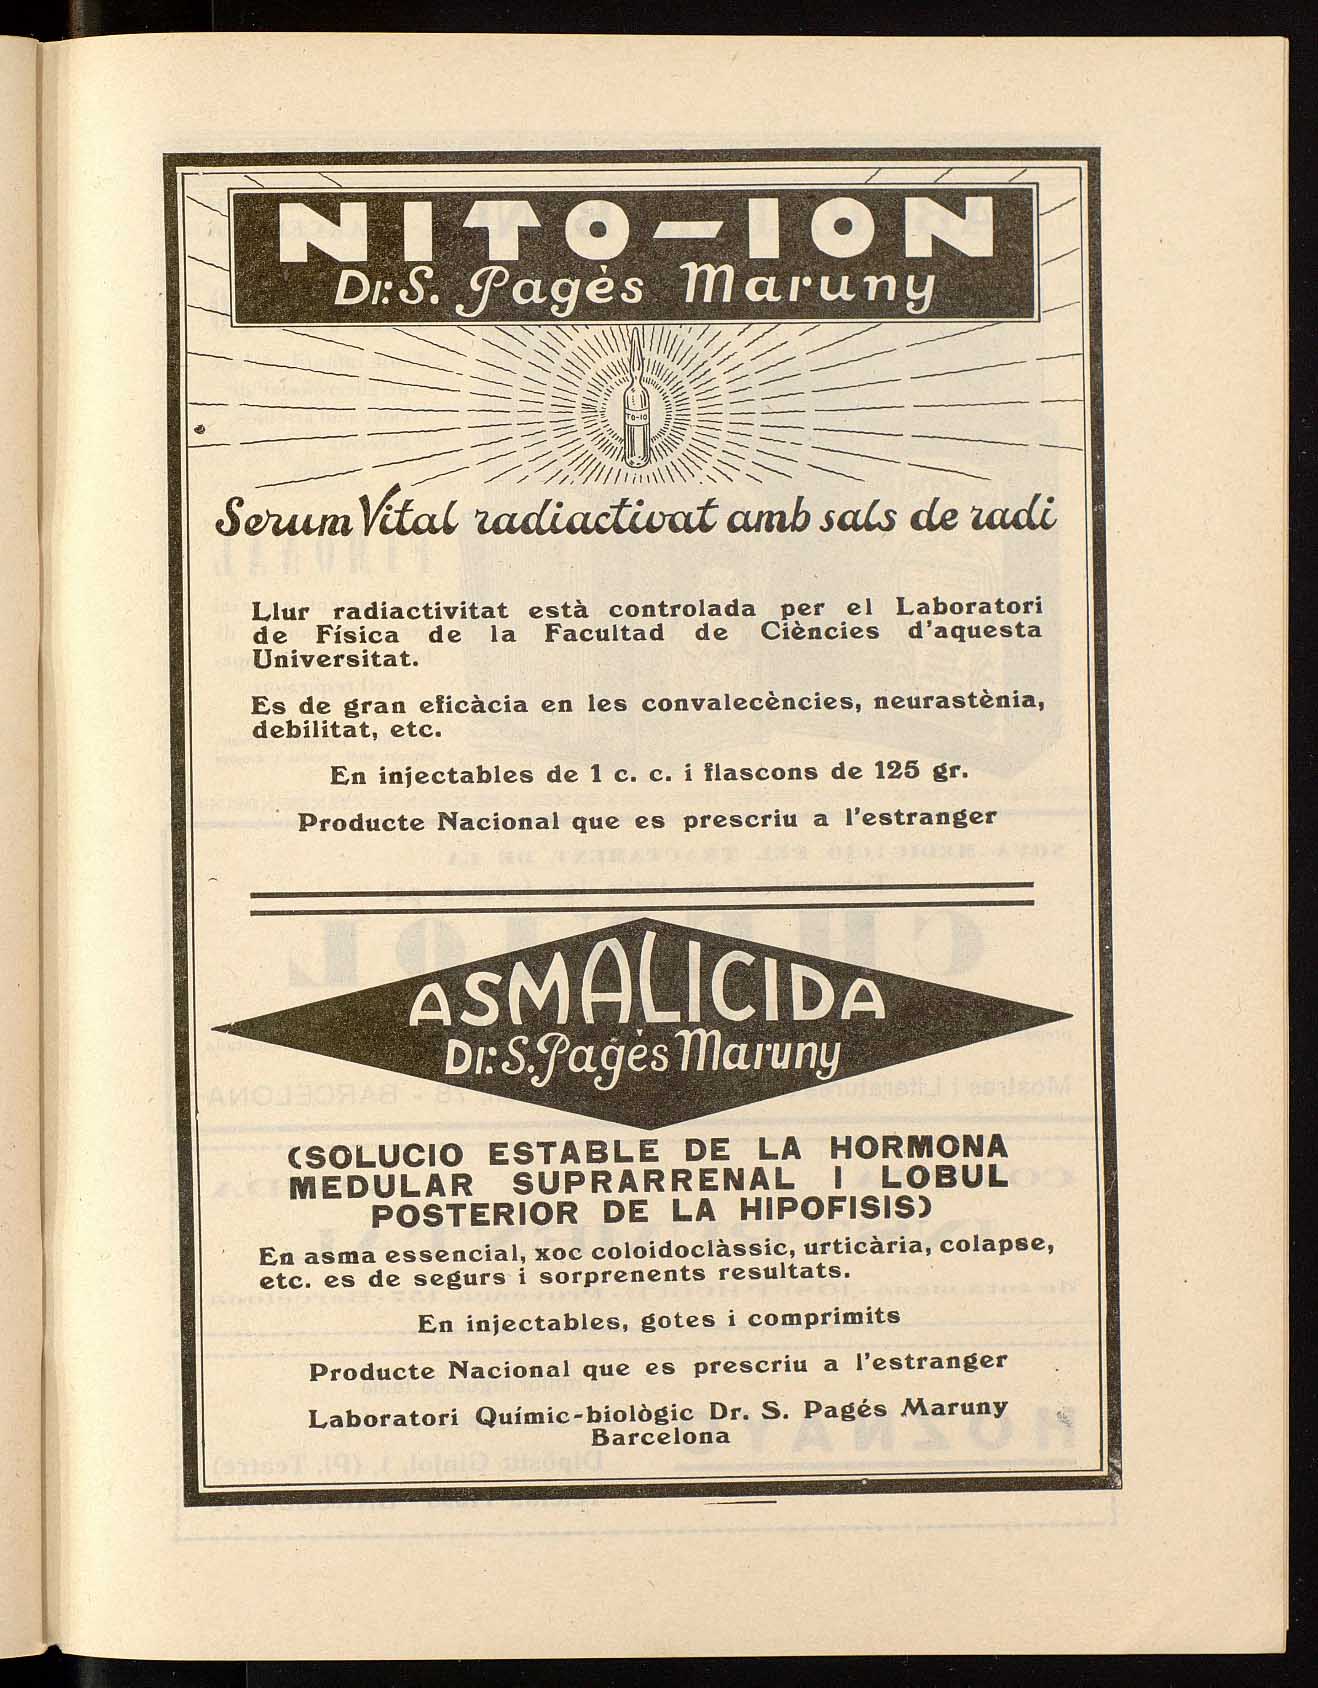 NITO-ION
Dr. S. Pagès Maruny
TO-IO
Serum Vital radiactivat amb sals de radi
Llur radiactivitat està controlada per el Laboratori
de Física de la Facultad de Ciències d'aquesta
Universitat.
Es de gran eficàcia en les convalecències, neurastènia,
debilitat, etc.
En injectables de 1 c. c. i flascons de 125 gr.
Producte Nacional que es prescriu a l'estranger
ASMALICIDA
Dr. S. Pagès Maruny
(SOLUCIO ESTABLE DE LA HORMONA
MEDULAR SUPRARRENAL I LOBUL
POSTERIOR DE LA HIPOFISIS)
En asma essencial, xoc coloidoclàssic, urticària, colapse,
etc. es de segurs i sorprenents resultats.
En injectables, gotes i comprimits
Producte Nacional que es prescriu a l'estranger
Laboratori Químic-biològic Dr. S. Pagés Maruny
Barcelona